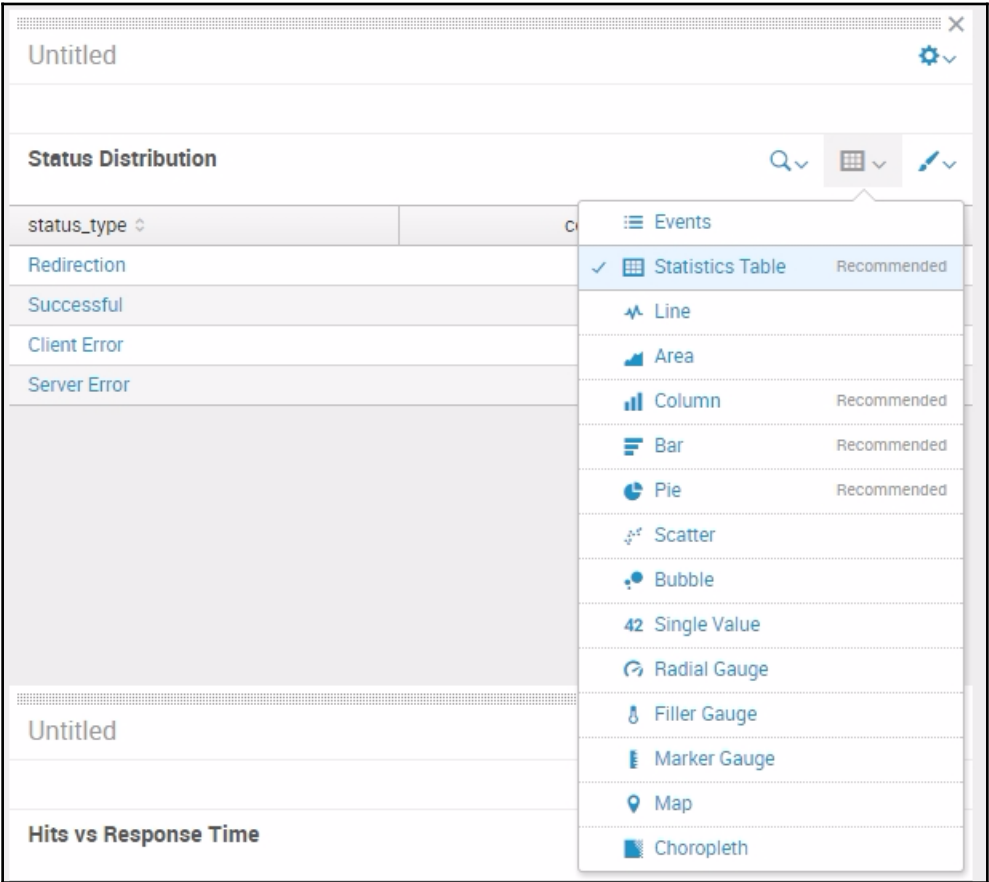 Untitled
Status Distribution
status_type
Events
Redirection
Statistics Table Recommended
Successful
Line
Client Error
Area
Server Error
Column Recommended
Bar Recommended
Pie Recommended
Scatter
Bubble
42 Single Value
Radial Gauge
Untitled
Filler Gauge
Marker Gauge
Map
Hits vs Response Time
Choropleth